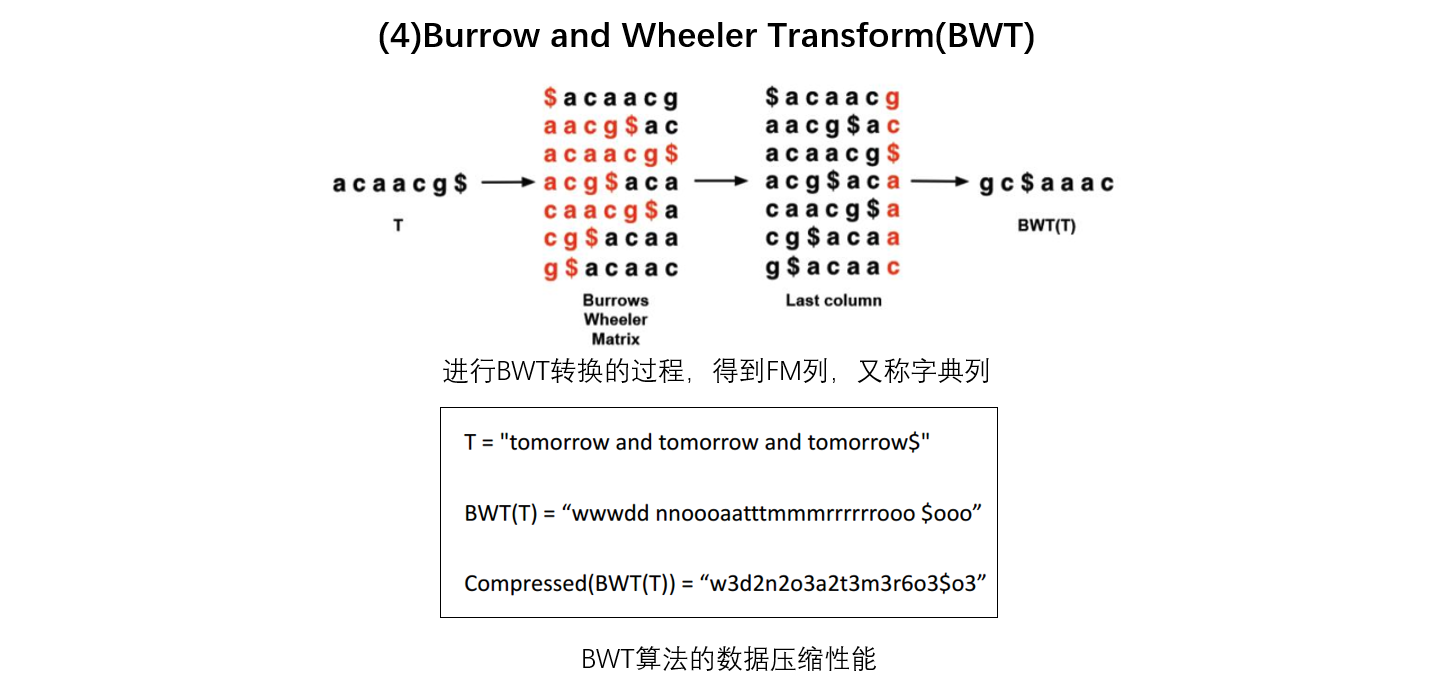 (4)Burrow and Wheeler Transform(BWT)
$acaacg
aacg$ac
acaacg$
acg$aca
caacg$a
cg$acaa
g$acaac
$acaacg
aacg$ac
acaacg$
acg$aca
caacg$a
cg$acaa
g$acaac
acaacg$
T
gc$aaac
BWT(T)
Burrows
Wheeler
Matrix
Last column
进行BWT转换的过程，得到FM列，又称字典列
T = "tomorrow and tomorrow and tomorrow$"
BWT(T) = “wwwdd nnoooaatttmmmrrrrrrooo $ooo”
Compressed(BWT(T)) = “w3d2n2o3a2t3m3r6o3$o3”
BWT算法的数据压缩性能